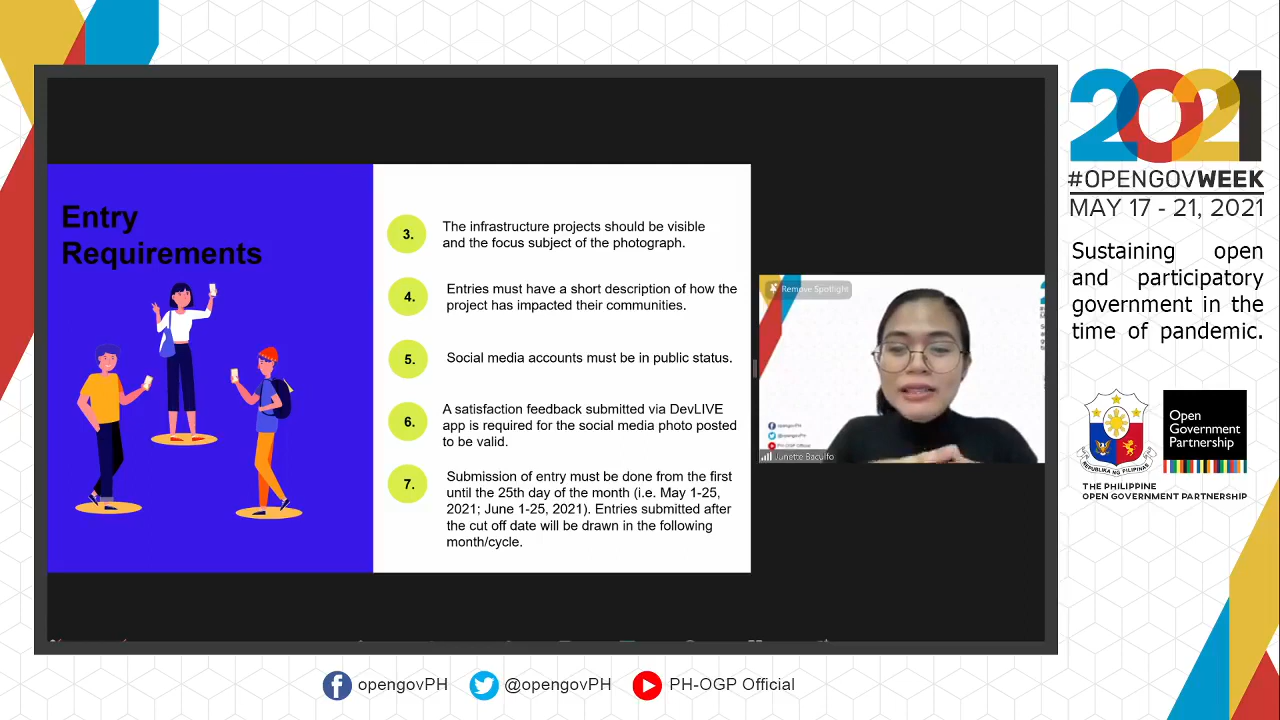 Entry
Requirements
3.
The infrastructure projects should be visible
and the focus subject of the photograph.
4.
Entries must have a short description of how the
project has impacted their communities.
5.
Social media accounts must be in public status.
6.
A satisfaction feedback submitted via DevLIVE
app is required for the social media photo posted
to be valid.
7.
Submission of entry must be done from the first
until the 25th day of the month (i.e. May 1-25,
2021; June 1-25, 2021). Entries submitted after
the cut off date will be drawn in the following
month/cycle.
Remove Spotlight
opengovPH
@opengovPH
PH-OGP Official
Junette Baculfo
2021
#OPENGOVWEEK
MAY 17 - 21, 2021
Sustaining open
and participatory
government in the
time of pandemic.
REPUBLIKA NG PILIPINAS
Open
Government
Partnership
THE PHILIPPINE
OPEN GOVERNMENT PARTNERSHIP
opengovPH
@opengovPH
PH-OGP Official